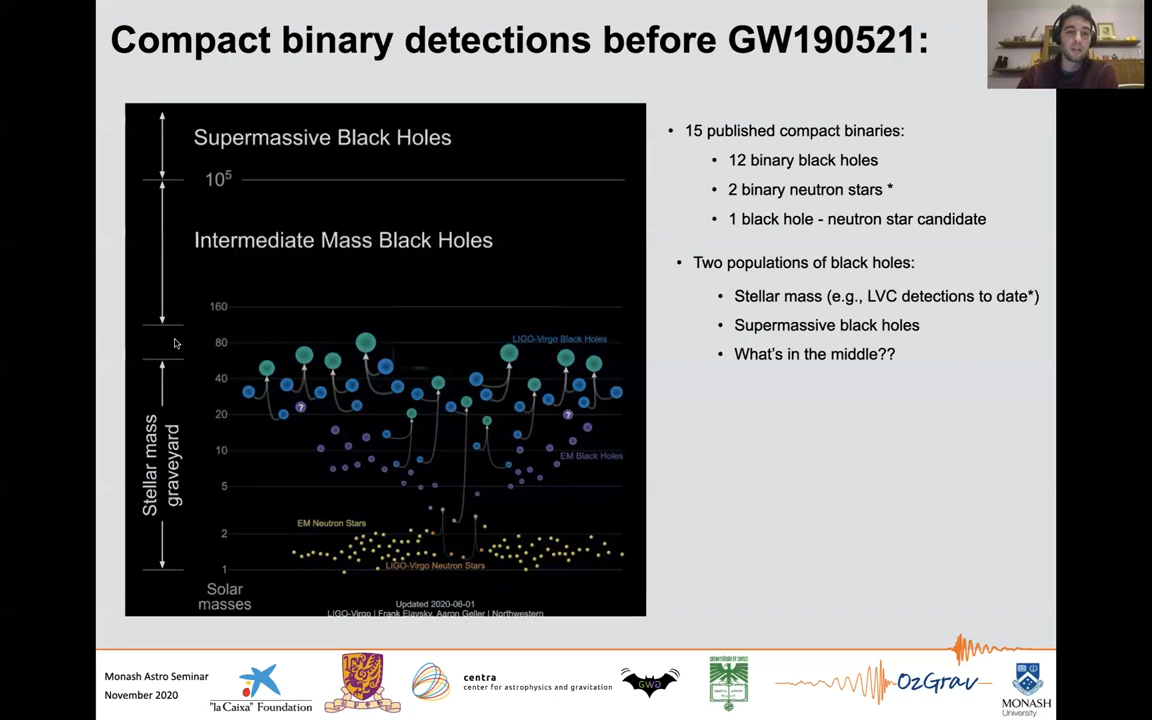 Compact binary detections before GW190521:
Supermassive Black Holes
10⁵
Intermediate Mass Black Holes
160
80
40
20
10
5
2
1
LIGO-Virgo Black Holes
?
?
EM Black Holes
EM Neutron Stars
LIGO-Virgo Neutron Stars
Stellar mass
graveyard
Solar
masses
Updated 2020-06-01
LIGO-Virgo | Frank Elavsky, Aaron Geller | Northwestern
• 15 published compact binaries:
• 12 binary black holes
• 2 binary neutron stars *
• 1 black hole - neutron star candidate
• Two populations of black holes:
• Stellar mass (e.g., LVC detections to date*)
• Supermassive black holes
• What's in the middle??
Monash Astro Seminar
November 2020
"la Caixa" Foundation
centra
center for astrophysics and gravitation
OzGrav
MONASH
University